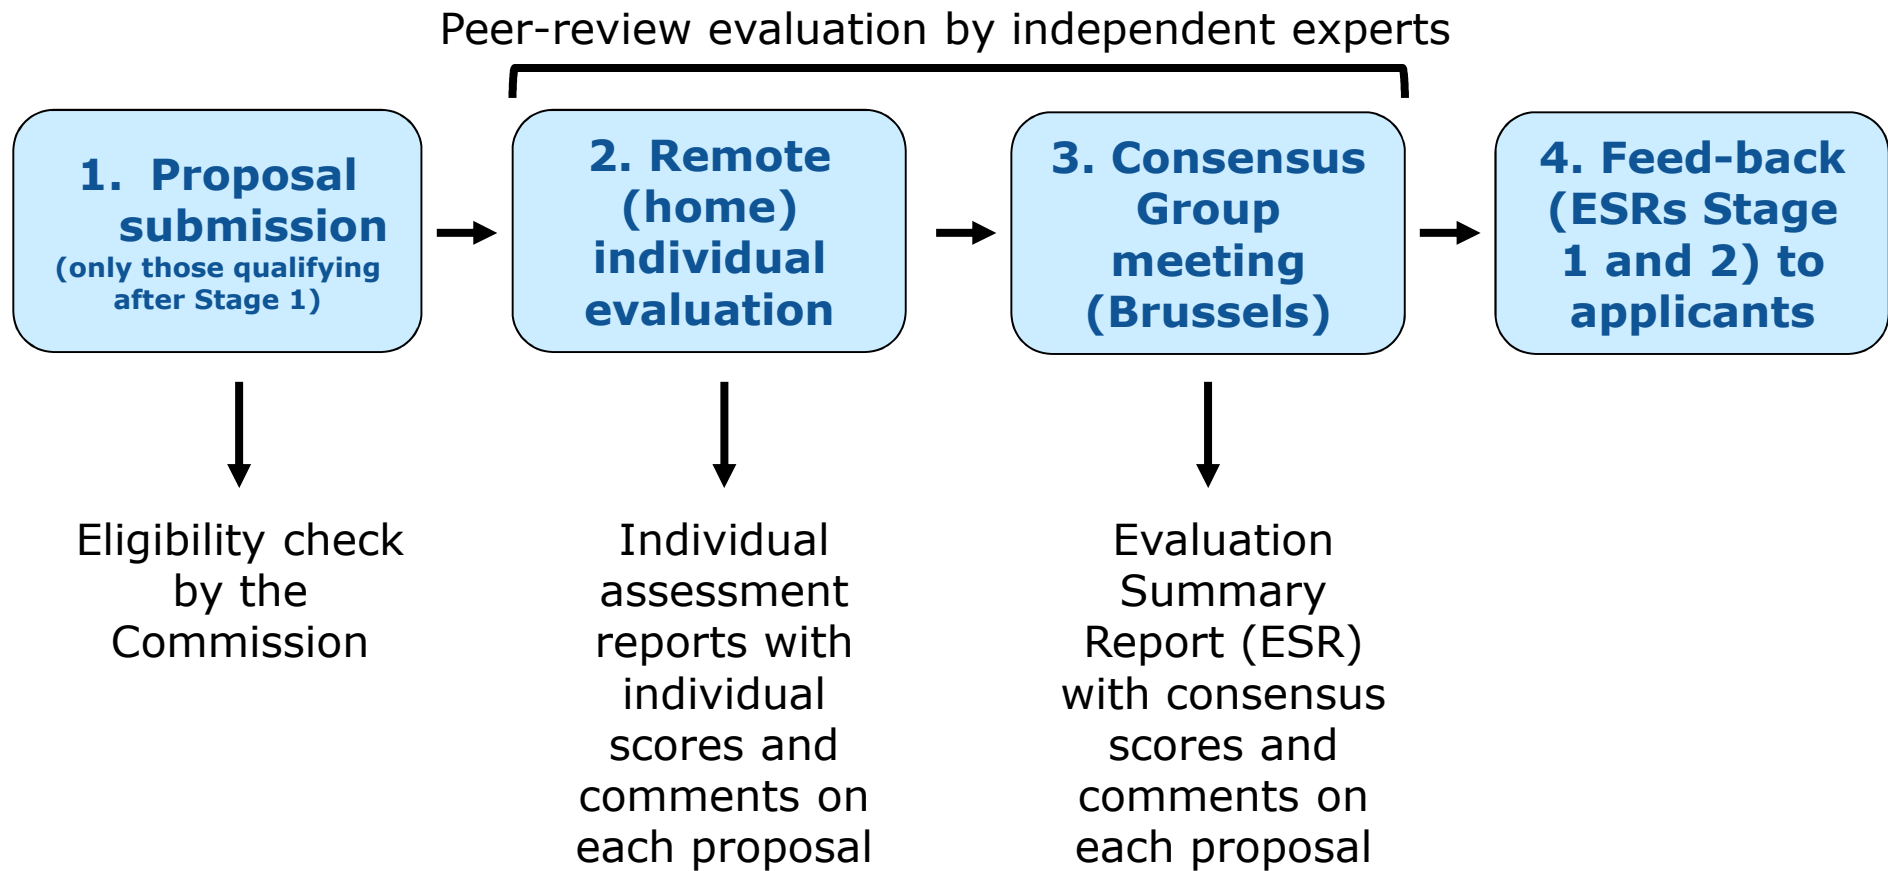 Peer-review evaluation by independent experts
1. Proposal
submission
(only those qualifying
after Stage 1)
2. Remote
(home)
individual
evaluation
3. Consensus
Group
meeting
(Brussels)
4. Feed-back
(ESRs Stage
1 and 2) to
applicants
Eligibility check
by the
Commission
Individual
assessment
reports with
individual
scores and
comments on
each proposal
Evaluation
Summary
Report (ESR)
with consensus
scores and
comments on
each proposal